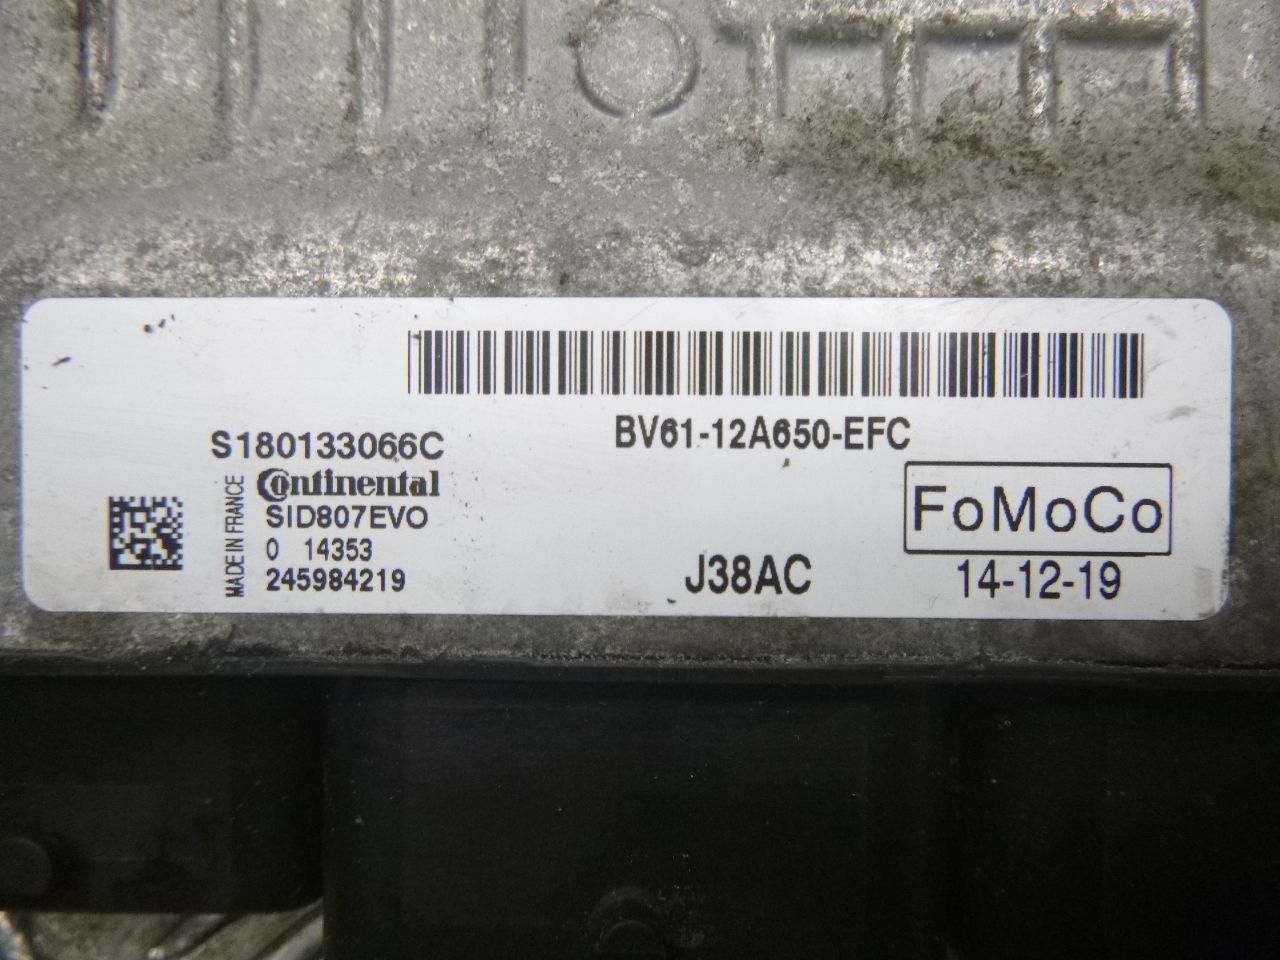 BV61-12A650-EFC
S180133066C
MADE IN FRANCE
Continental
SID807EVO
0 14353
245984219
J38AC
FoMoCo
14-12-19